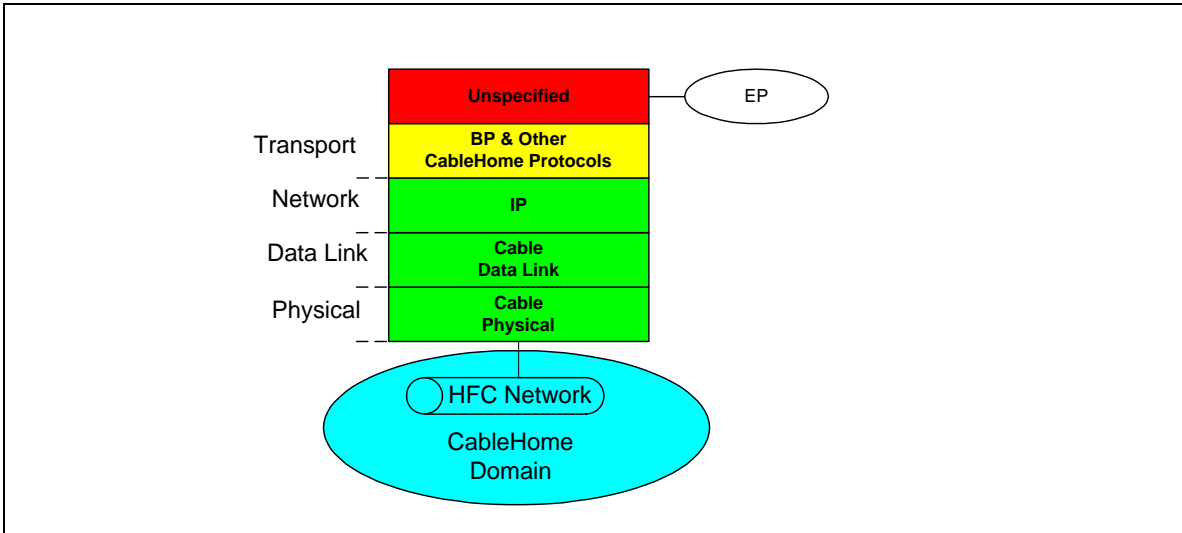 Unspecified
EP
Transport
BP & Other
CableHome Protocols
Network
IP
Data Link
Cable
Data Link
Physical
Cable
Physical
HFC Network
CableHome
Domain